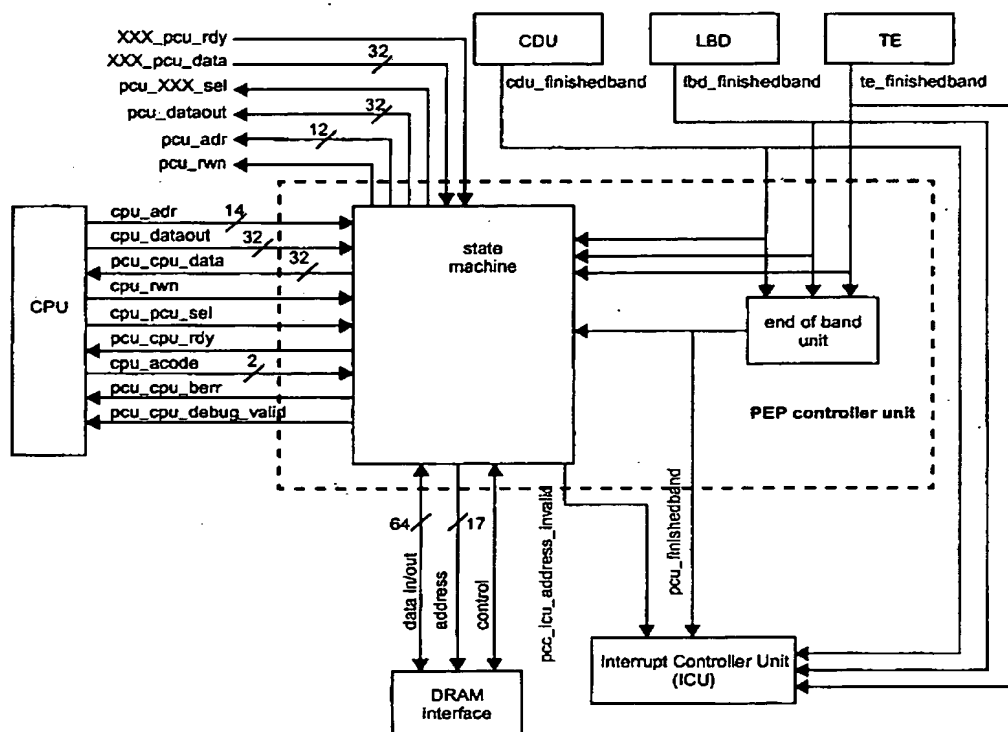 XXX_pcu_rdy
XXX_pcu_data
32
pcu_XXX_sel
pcu_dataout
32
pcu_adr
12
pcu_rwn
CDU
LBD
TE
cdu_finishedband
lbd_finishedband
te_finishedband
CPU
cpu_adr
14
cpu_dataout
32
pcu_cpu_data
32
cpu_rwn
cpu_pcu_sel
pcu_cpu_rdy
cpu_acode
2
pcu_cpu_berr
pcu_cpu_debug_valid
state
machine
end of band
unit
PEP controller unit
64
17
data in/out
address
control
pcc_icu_address_invalid
pcu_finishedband
DRAM
Interface
Interrupt Controller Unit
(ICU)